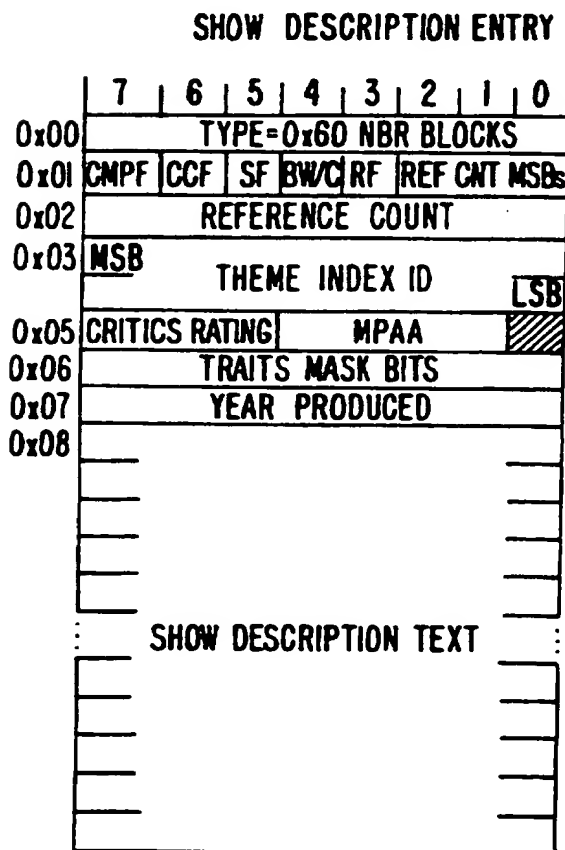 SHOW DESCRIPTION ENTRY
7 6 5 4 3 2 1 0
0x00 TYPE=0x60 NBR BLOCKS
0x01 CMPF CCF SF BW/C RF REF CNT MSBs
0x02 REFERENCE COUNT
0x03 MSB THEME INDEX ID LSB
0x05 CRITICS RATING MPAA
0x06 TRAITS MASK BITS
0x07 YEAR PRODUCED
0x08
SHOW DESCRIPTION TEXT